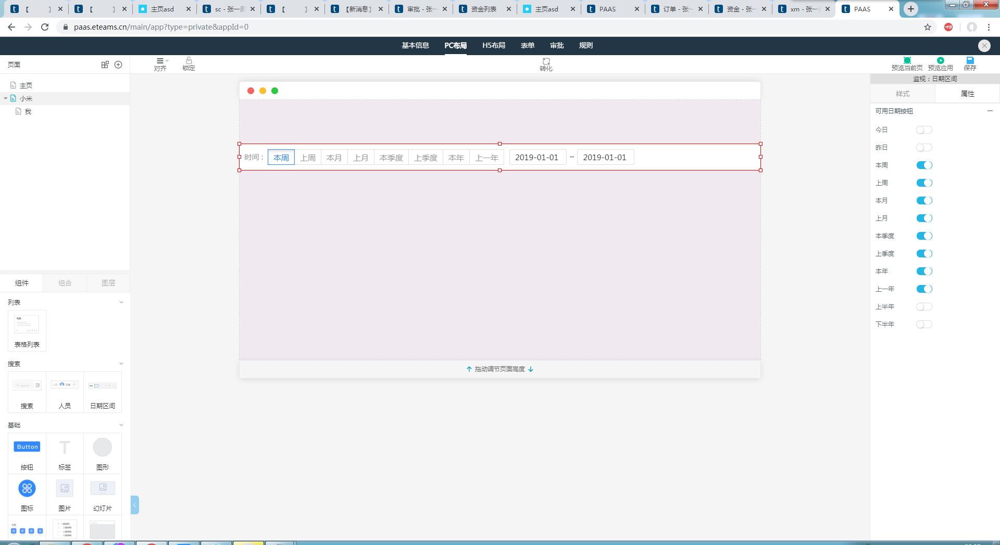 【 】
【 】
主页asd
sc - 张一测
【 】
【新消息】
审批 - 张一
资金列表
主页asd
PAAS
订单 - 张一
资金 - 张一
xm - 张一
PAAS
paas.eteams.cn/main/app?type=private&appId=0
基本信息 PC布局 H5布局 表单 审批 规则
页面
对齐 锁定 转化 预览当前页 预览应用 保存
主页
小米
我
时间： 本周 上周 本月 上月 本季度 上季度 本年 上一年 2019-01-01 ~ 2019-01-01
拖动调节页面高度
监视：日期区间
样式 属性
可用日期按钮
今日
昨日
本周
上周
本月
上月
本季度
上季度
本年
上一年
上半年
下半年
组件 组合 图层
列表
列表
表格列表
搜索
search
搜索 人员 日期区间
基础
Button T
按钮 标签 图形
图标 图片 幻灯片